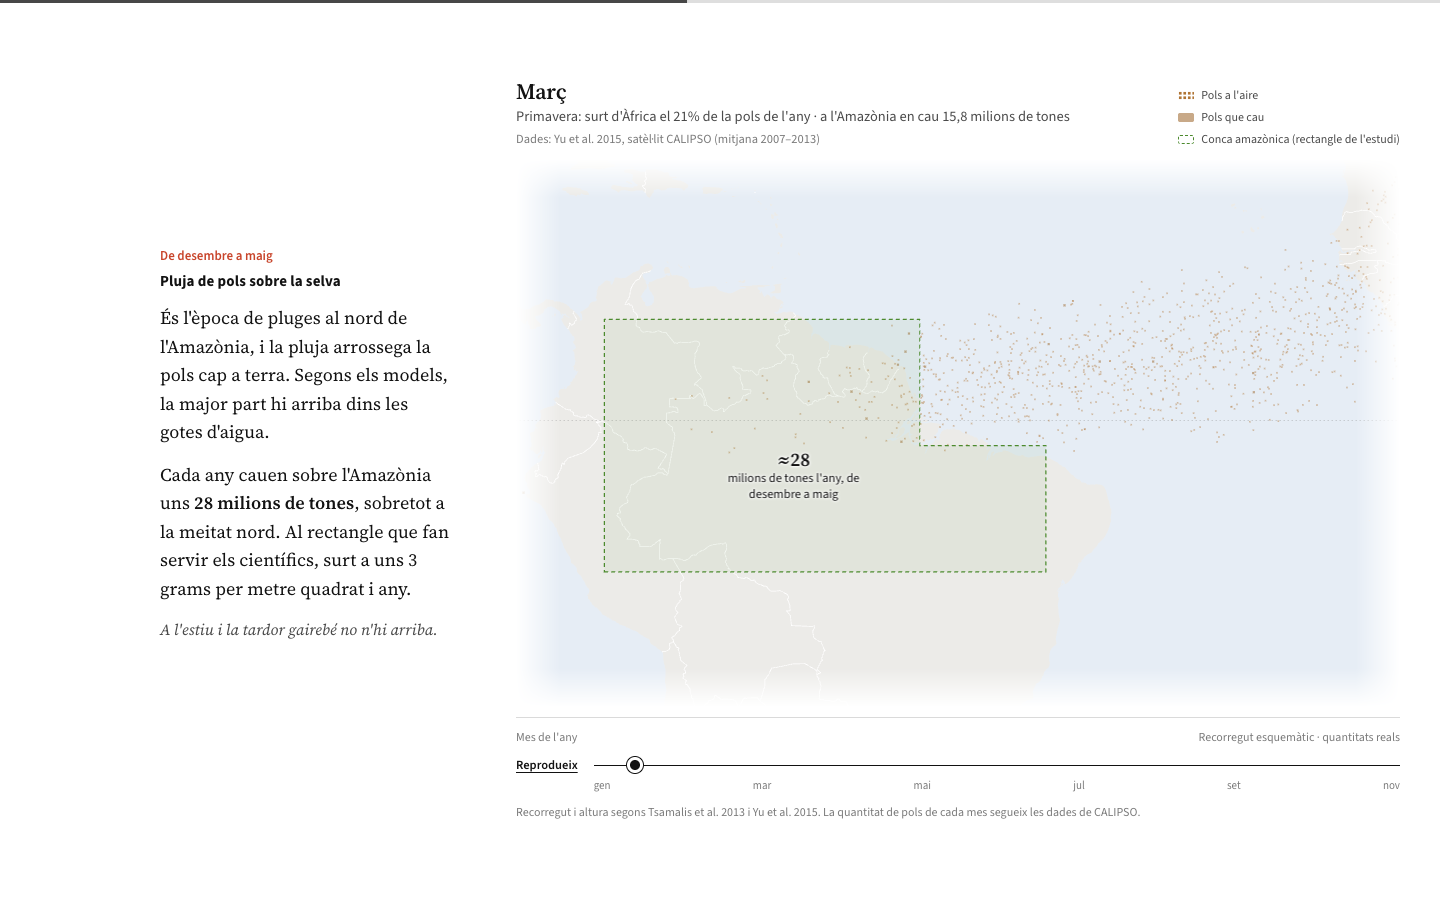 Març
Primavera: surt d'Àfrica el 21% de la pols de l'any · a l'Amazònia en cau 15,8 milions de tones
Dades: Yu et al. 2015, satèl·lit CALIPSO (mitjana 2007–2013)
Pols a l'aire
Pols que cau
Conca amazònica (rectangle de l'estudi)
De desembre a maig
Pluja de pols sobre la selva
És l'època de pluges al nord de
l'Amazònia, i la pluja arrossega la
pols cap a terra. Segons els models,
la major part hi arriba dins les
gotes d'aigua.
Cada any cauen sobre l'Amazònia
uns 28 milions de tones, sobretot a
la meitat nord. Al rectangle que fan
servir els científics, surt a uns 3
grams per metre quadrat i any.
A l'estiu i la tardor gairebé no n'hi arriba.
≈28
milions de tones l'any, de
desembre a maig
Mes de l'any
Recorregut esquemàtic · quantitats reals
Reprodueix
gen mar mai jul set nov
Recorregut i altura segons Tsamalis et al. 2013 i Yu et al. 2015. La quantitat de pols de cada mes segueix les dades de CALIPSO.